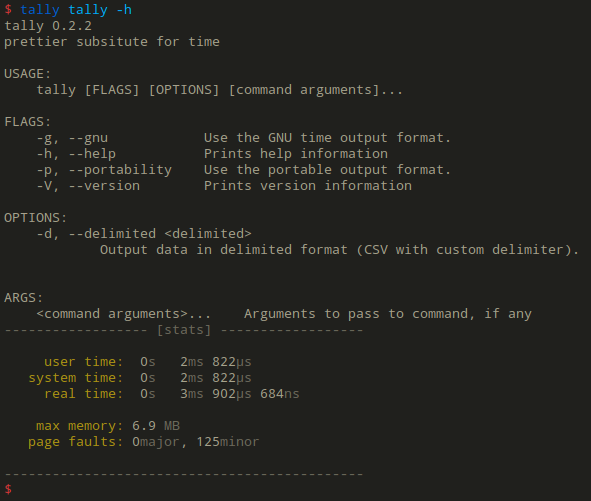 $ tally tally -h
tally 0.2.2
prettier subsitute for time
USAGE:
tally [FLAGS] [OPTIONS] [command arguments]...
FLAGS:
-g, --gnu Use the GNU time output format.
-h, --help Prints help information
-p, --portability Use the portable output format.
-V, --version Prints version information
OPTIONS:
-d, --delimited <delimited>
Output data in delimited format (CSV with custom delimiter).
ARGS:
<command arguments>... Arguments to pass to command, if any
------------------ [stats] ------------------
user time: 0s 2ms 822µs
system time: 0s 2ms 822µs
real time: 0s 3ms 902µs 684ns
max memory: 6.9 MB
page faults: 0major, 125minor
---------------------------------------------
$